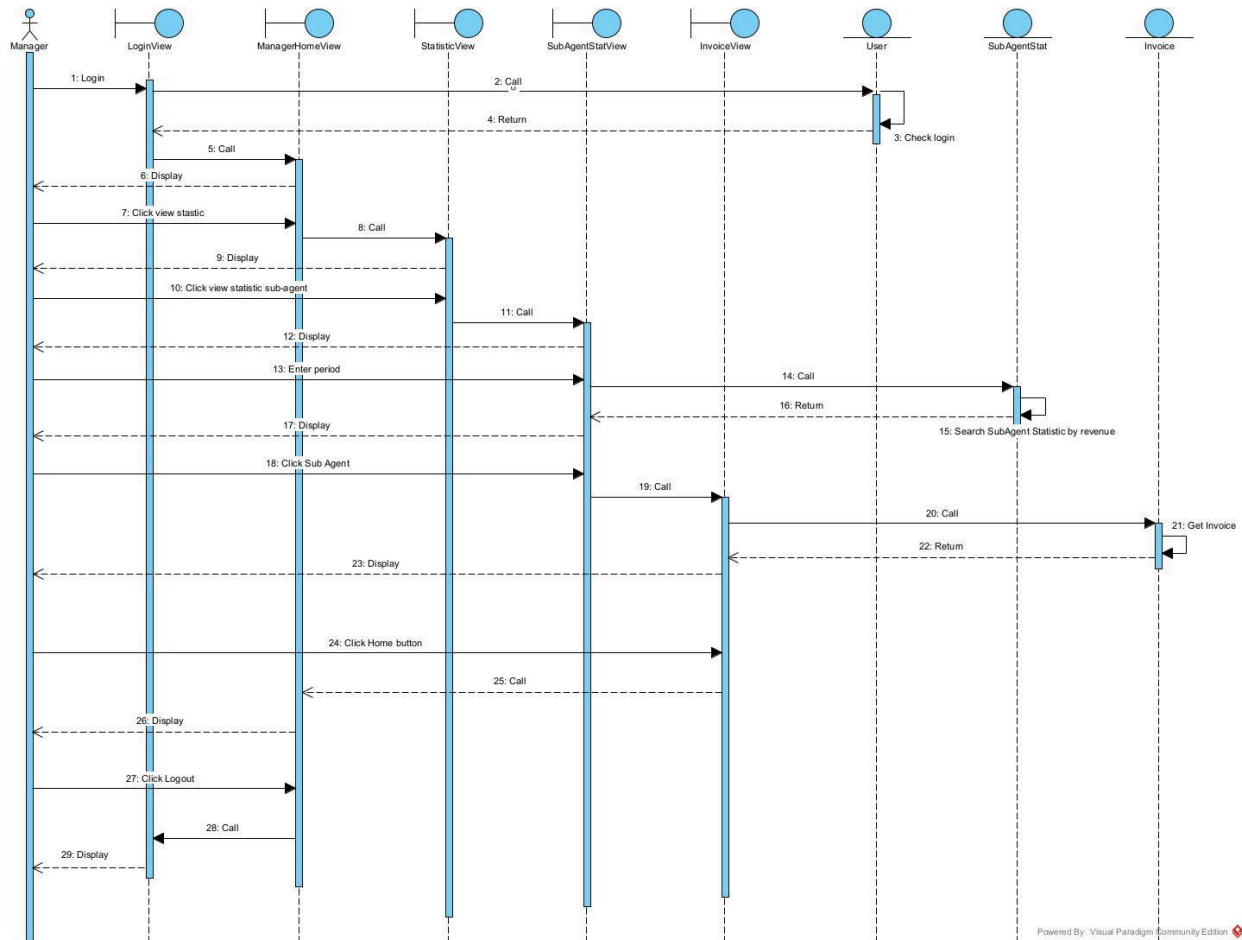 Manager
LoginView
ManagerHomeView
StatisticView
SubAgentStatView
InvoiceView
User
SubAgentStat
Invoice
1: Login
2: Call
4: Return
3: Check login
5: Call
6: Display
7: Click view stastic
8: Call
9: Display
10: Click view statistic sub-agent
11: Call
12: Display
13: Enter period
14: Call
16: Return
17: Display
15: Search SubAgent Statistic by revenue
18: Click Sub Agent
19: Call
20: Call
21: Get Invoice
22: Return
23: Display
24: Click Home button
25: Call
26: Display
27: Click Logout
28: Call
29: Display
Powered By: Visual Paradigm Community Edition